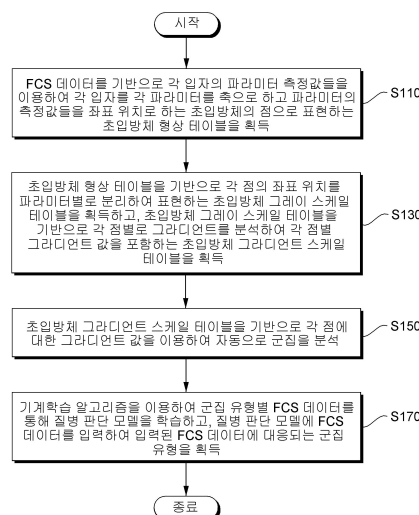 시작
FCS 데이터를 기반으로 각 입자의 파라미터 측정값들을
이용하여 각 입자를 각 파라미터를 축으로 하고 파라미터의
측정값들을 좌표 위치로 하는 초입방체의 점으로 표현하는
초입방체 형상 테이블을 획득
S110
초입방체 형상 테이블을 기반으로 각 점의 좌표 위치를
파라미터별로 분리하여 표현하는 초입방체 그레이 스케일
테이블을 획득하고, 초입방체 그레이 스케일 테이블을
기반으로 각 점별로 그라디언트를 분석하여 각 점별
그라디언트 값을 포함하는 초입방체 그라디언트 스케일
테이블을 획득
S130
초입방체 그라디언트 스케일 테이블을 기반으로 각 점에
대한 그라디언트 값을 이용하여 자동으로 군집을 분석
S150
기계학습 알고리즘을 이용하여 군집 유형별 FCS 데이터를
통해 질병 판단 모델을 학습하고, 질병 판단 모델에 FCS
데이터를 입력하여 입력된 FCS 데이터에 대응되는 군집
유형을 획득
S170
종료